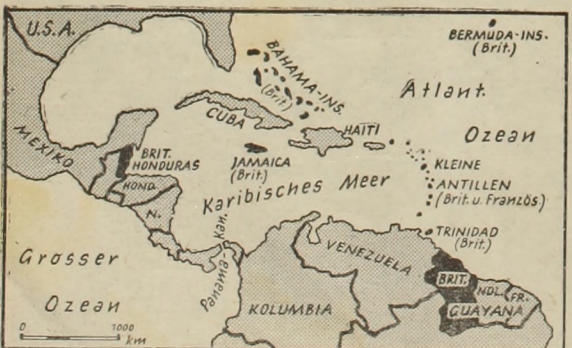 U.S.A.
BERMUDA-INS.
(Brit.)
BAHAMA-INS.
(Brit.)
Atlant.
Ozean
CUBA
HAITI
MEXIKO
BRIT.
HONDURAS
JAMAICA
(Brit.)
KLEINE
ANTILLEN
(Brit. u. Französ.)
HOND.
Karibisches Meer
N.
TRINIDAD
(Brit.)
Panama-Kan.
VENEZUELA
Grosser
Ozean
BRIT.
NDL.
FR.
GUAYANA
KOLUMBIA
0 1000
km